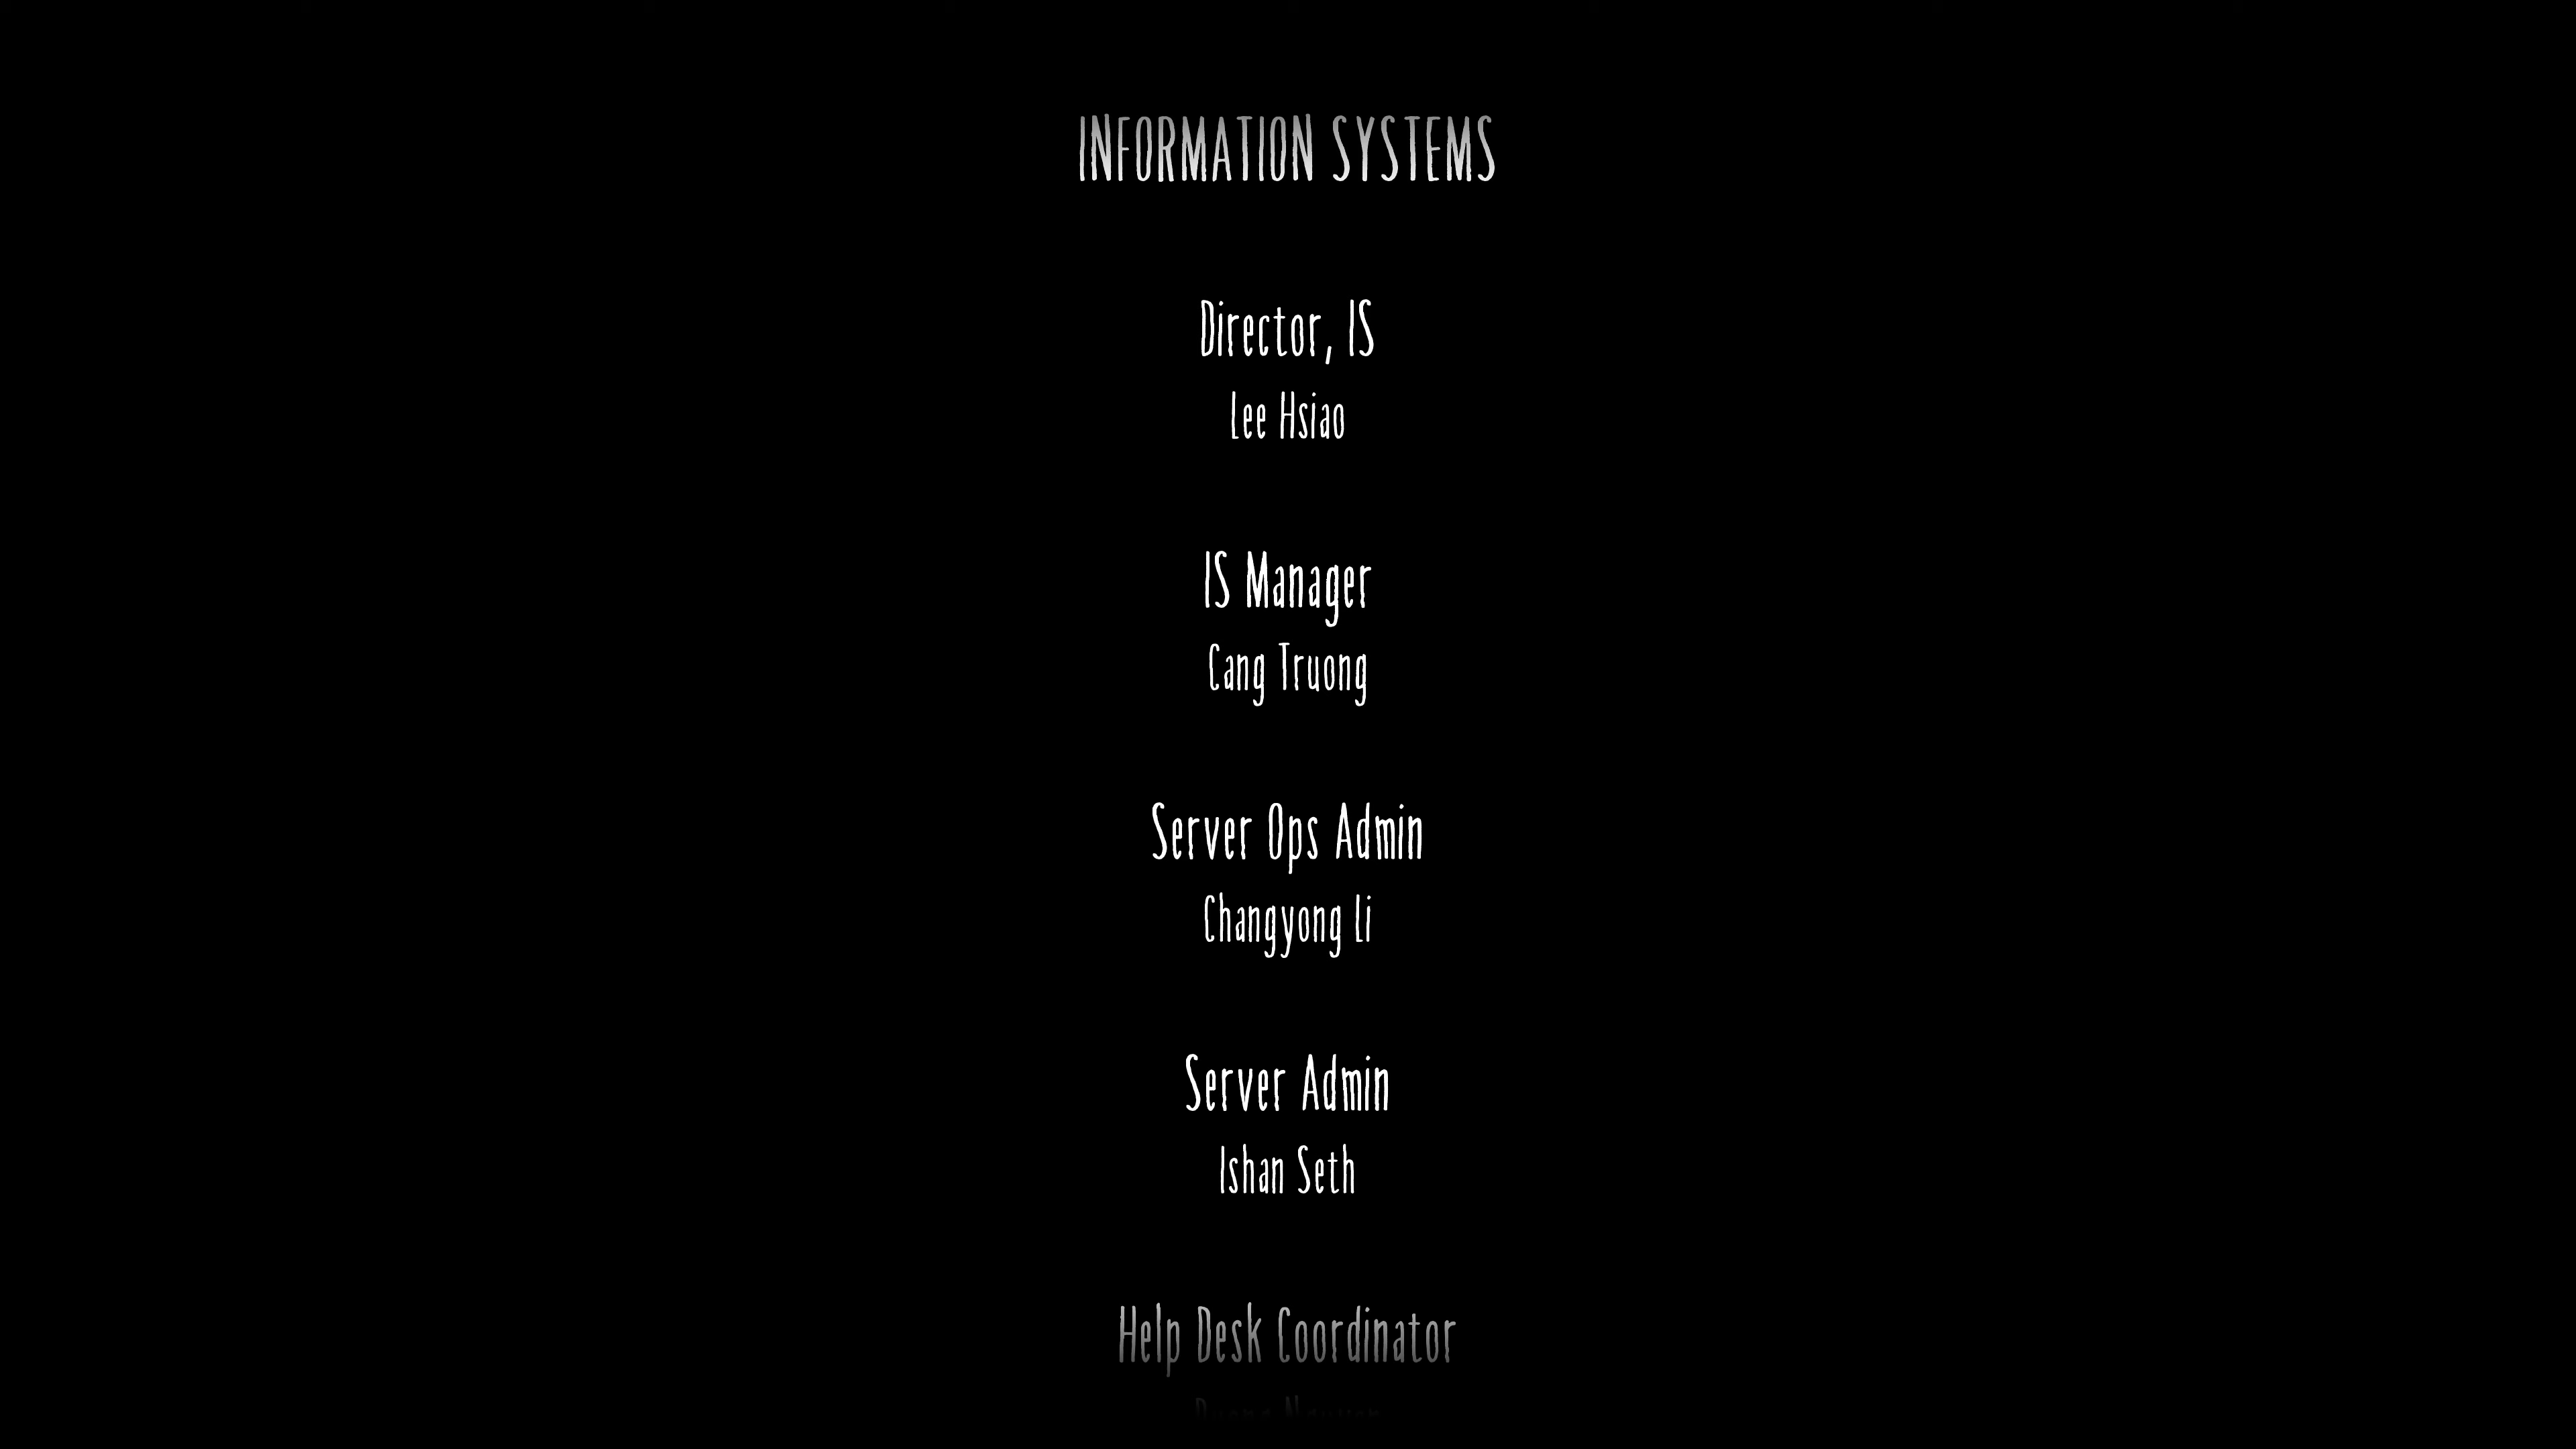 INFORMATION SYSTEMS
Director, IS
Lee Hsiao
IS Manager
Cang Truong
Server Ops Admin
Changyong Li
Server Admin
Ishan Seth
Help Desk Coordinator